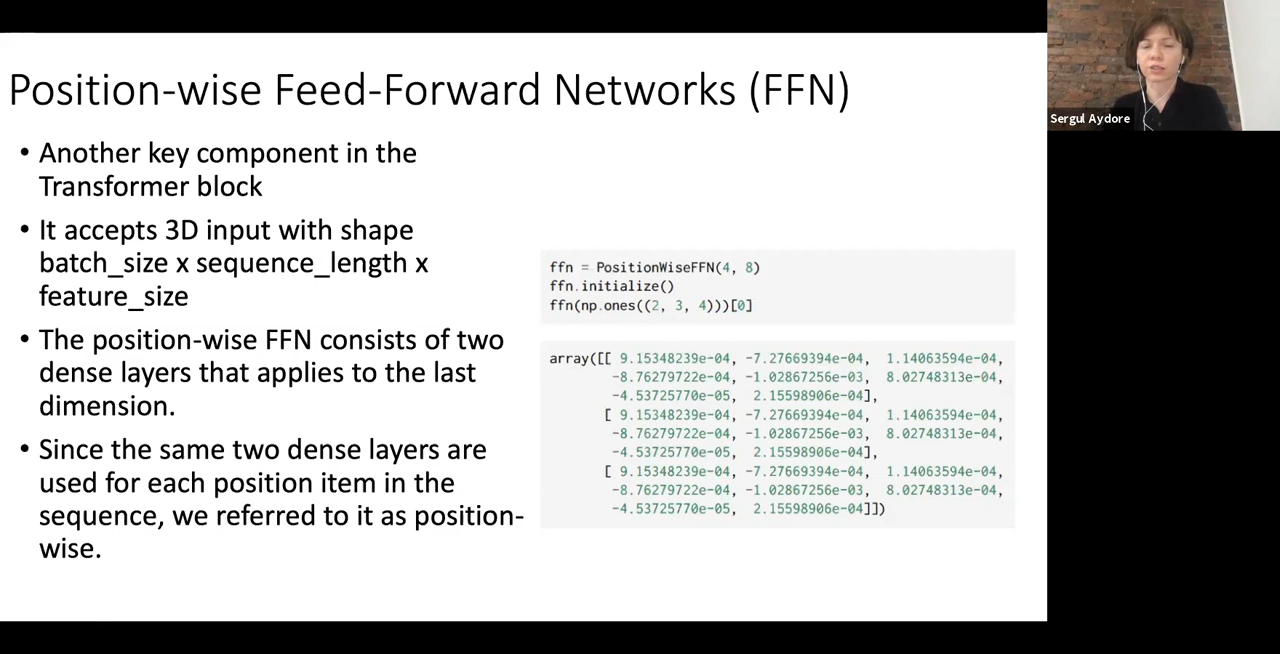 Position-wise Feed-Forward Networks (FFN)
• Another key component in the
Transformer block
• It accepts 3D input with shape
batch_size x sequence_length x
feature_size
• The position-wise FFN consists of two
dense layers that applies to the last
dimension.
• Since the same two dense layers are
used for each position item in the
sequence, we referred to it as position-
wise.
ffn = PositionWiseFFN(4, 8)
ffn.initialize()
ffn(np.ones((2, 3, 4)))[0]
array([[ 9.15348239e-04, -7.27669394e-04, 1.14063594e-04,
-8.76279722e-04, -1.02867256e-03, 8.02748313e-04,
-4.53725770e-05, 2.15598906e-04],
[ 9.15348239e-04, -7.27669394e-04, 1.14063594e-04,
-8.76279722e-04, -1.02867256e-03, 8.02748313e-04,
-4.53725770e-05, 2.15598906e-04],
[ 9.15348239e-04, -7.27669394e-04, 1.14063594e-04,
-8.76279722e-04, -1.02867256e-03, 8.02748313e-04,
-4.53725770e-05, 2.15598906e-04]])
Sergul Aydore